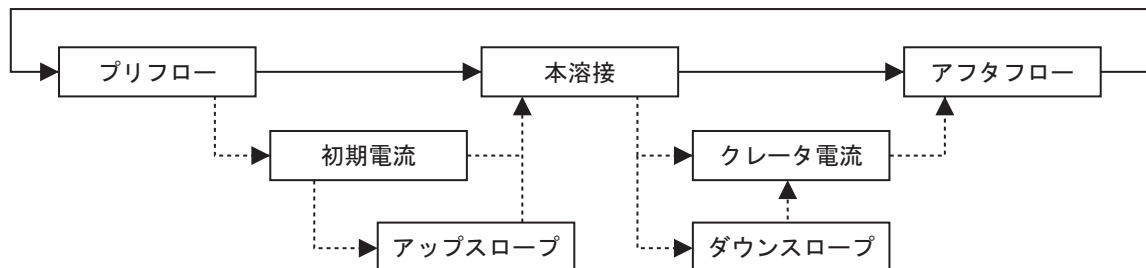 プリフロー
本溶接
アフタフロー
初期電流
クレータ電流
アップスロープ
ダウンスロープ